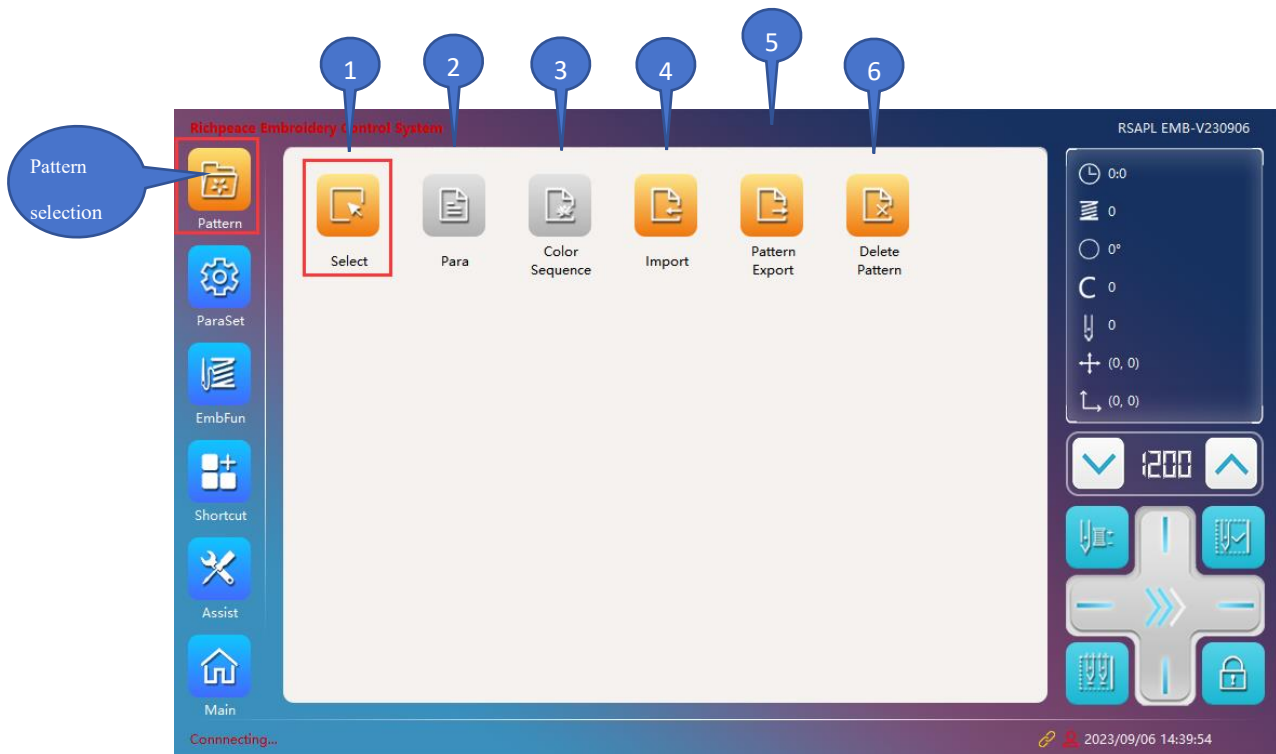 1
2
3
4
5
6
Pattern
selection
Richpeace Embroidery Control System
RSAPL EMB-V230906
Pattern
ParaSet
EmbFun
Shortcut
Assist
Main
Select
Para
Color
Sequence
Import
Pattern
Export
Delete
Pattern
0:0
0
0°
C 0
0
(0, 0)
(0, 0)
1200
Connnecting...
2023/09/06 14:39:54